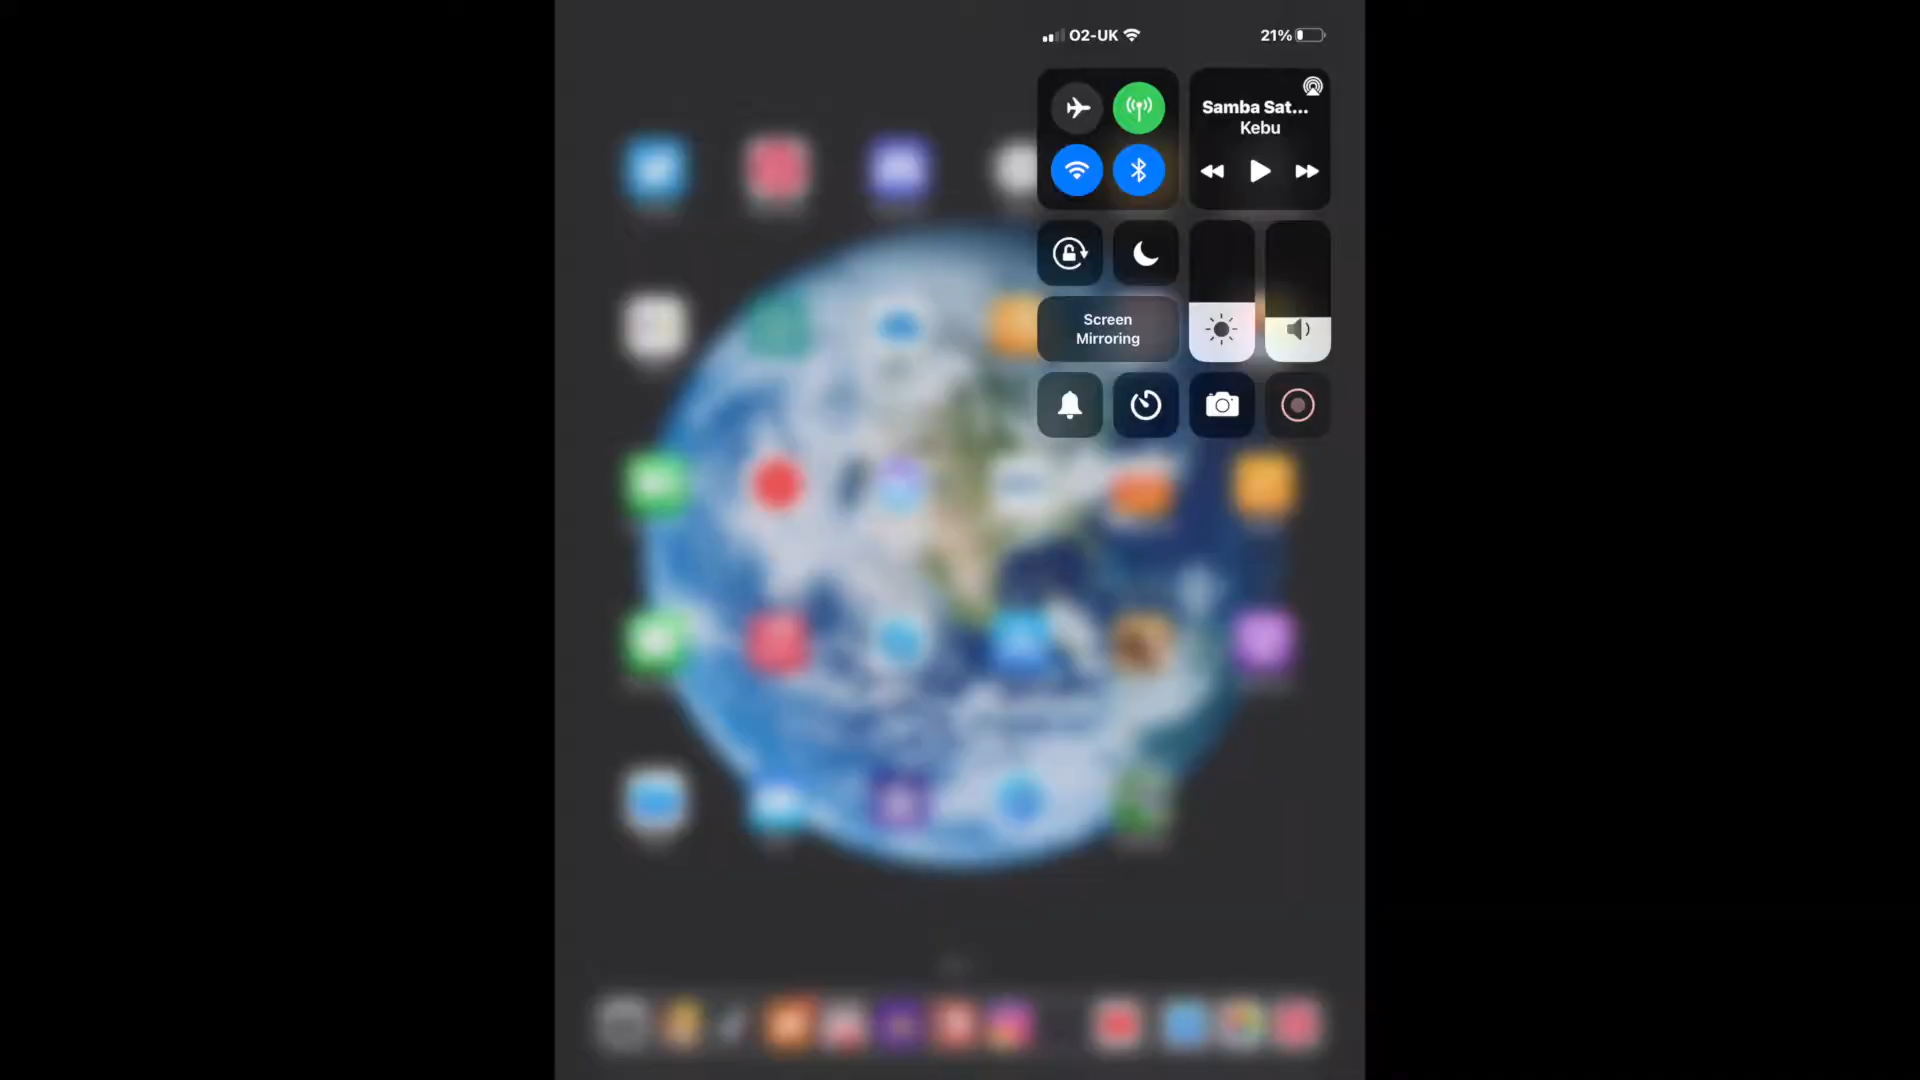 O2-UK
21%
Samba Sat...
Kebu
Screen
Mirroring